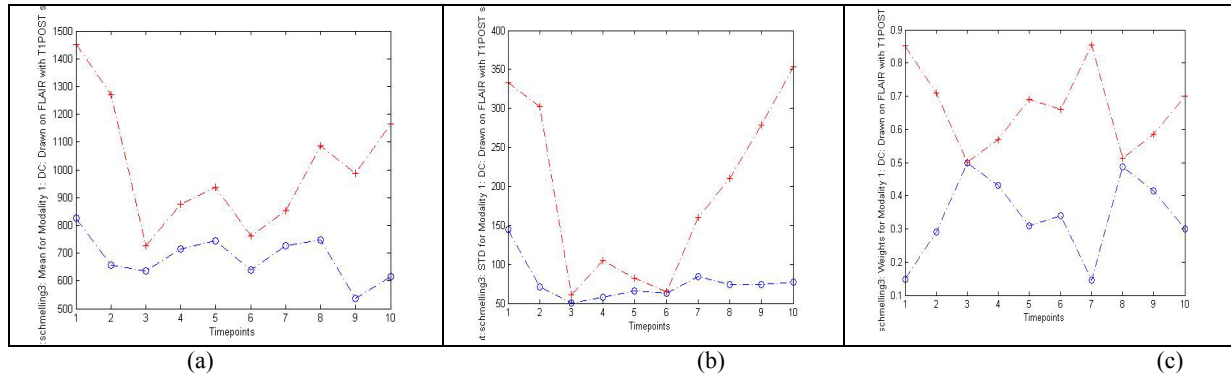 :schmelling3: Mean for Modality 1: DC: Drawn on FLAIR with T1POST s
1500
1400
1300
1200
1100
1000
900
800
700
600
500
1 2 3 4 5 6 7 8 9 10
Timepoints
(a)
ıt:schmelling3: STD for Modality 1: DC: Drawn on FLAIR with T1POST s
400
350
300
250
200
150
100
50
1 2 3 4 5 6 7 8 9 10
Timepoints
(b)
schmelling3: Weights for Modality 1: DC: Drawn on FLAIR with T1POST s
0.9
0.8
0.7
0.6
0.5
0.4
0.3
0.2
0.1
1 2 3 4 5 6 7 8 9 10
Timepoints
(c)